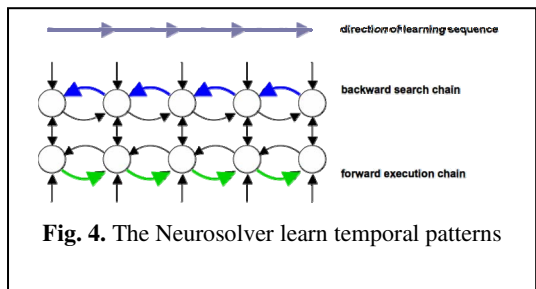 direction of learning sequence
backward search chain
forward execution chain
Fig. 4. The Neurosolver learn temporal patterns